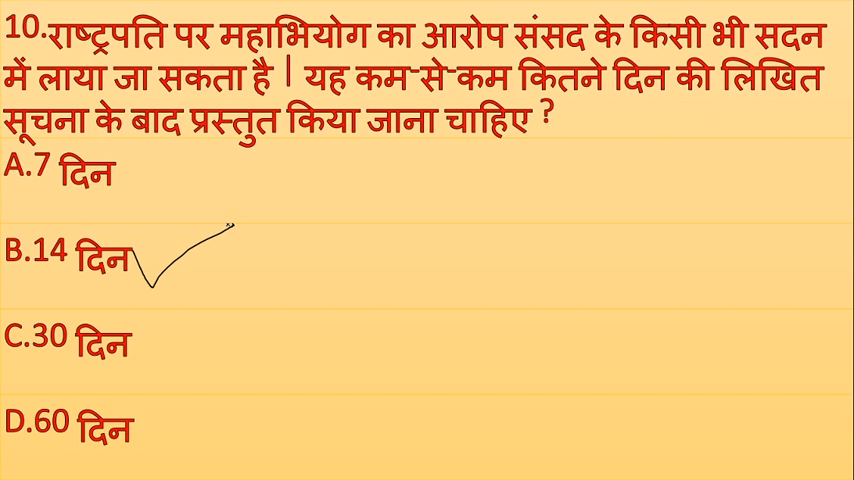 10.राष्ट्रपति पर महाभियोग का आरोप संसद के किसी भी सदन
में लाया जा सकता है | यह कम-से-कम कितने दिन की लिखित
सूचना के बाद प्रस्तुत किया जाना चाहिए ?
A.7 दिन
B.14 दिन
C.30 दिन
D.60 दिन